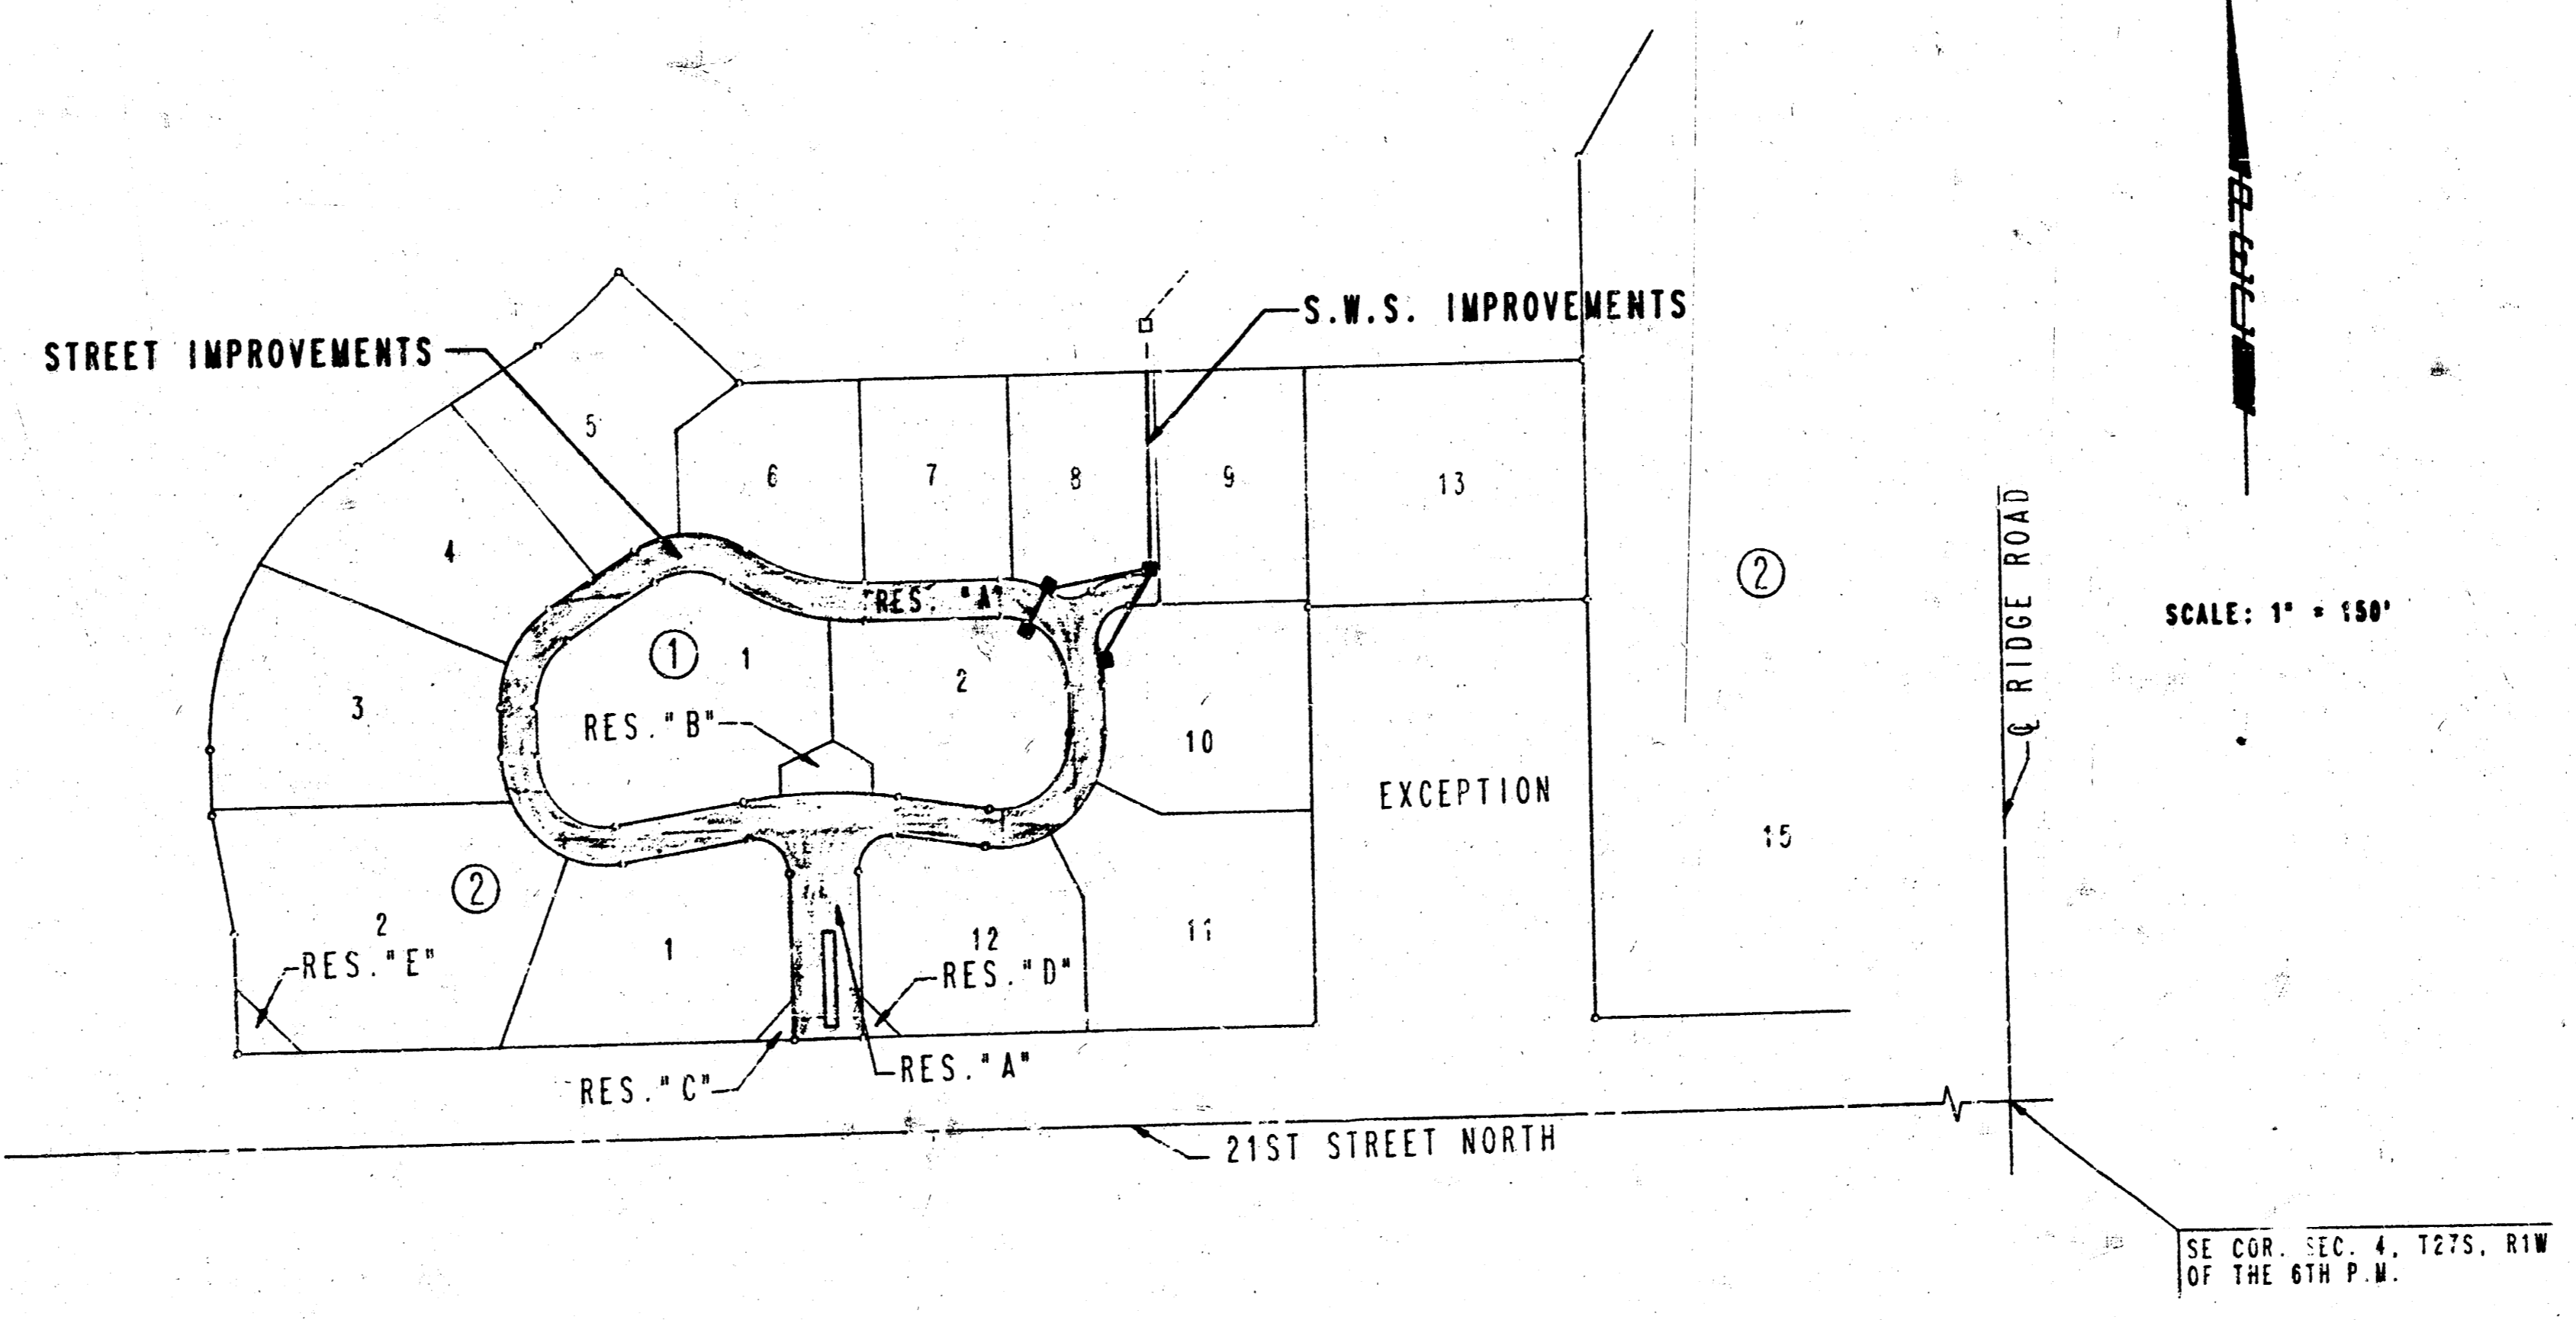 S.W.S. IMPROVEMENTS
STREET IMPROVEMENTS
5
6
7
8
9
13
4
RES. "A"
SCALE: 1" = 150'
℄ RIDGE ROAD
②
①
1
2
3
RES. "B"
10
EXCEPTION
15
②
2
1
12
11
RES. "E"
RES. "D"
RES. "C"
RES. "A"
21ST STREET NORTH
SE COR. SEC. 4, T27S, R1W
OF THE 6TH P.M.